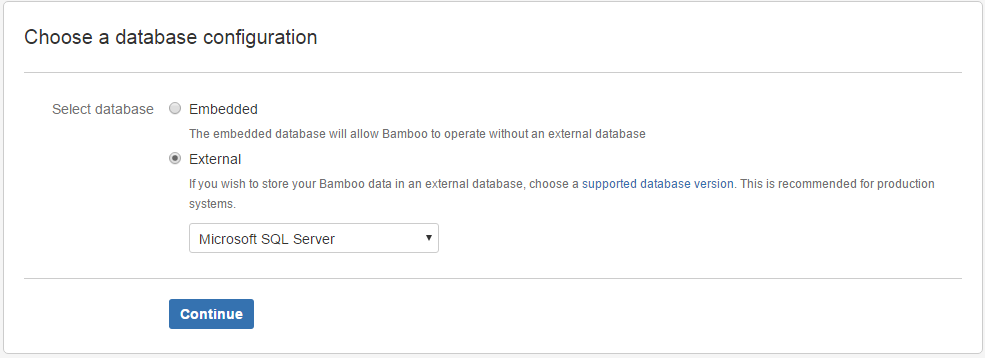 Choose a database configuration
Select database
Embedded
The embedded database will allow Bamboo to operate without an external database
External
If you wish to store your Bamboo data in an external database, choose a supported database version. This is recommended for production
systems.
Microsoft SQL Server
Continue